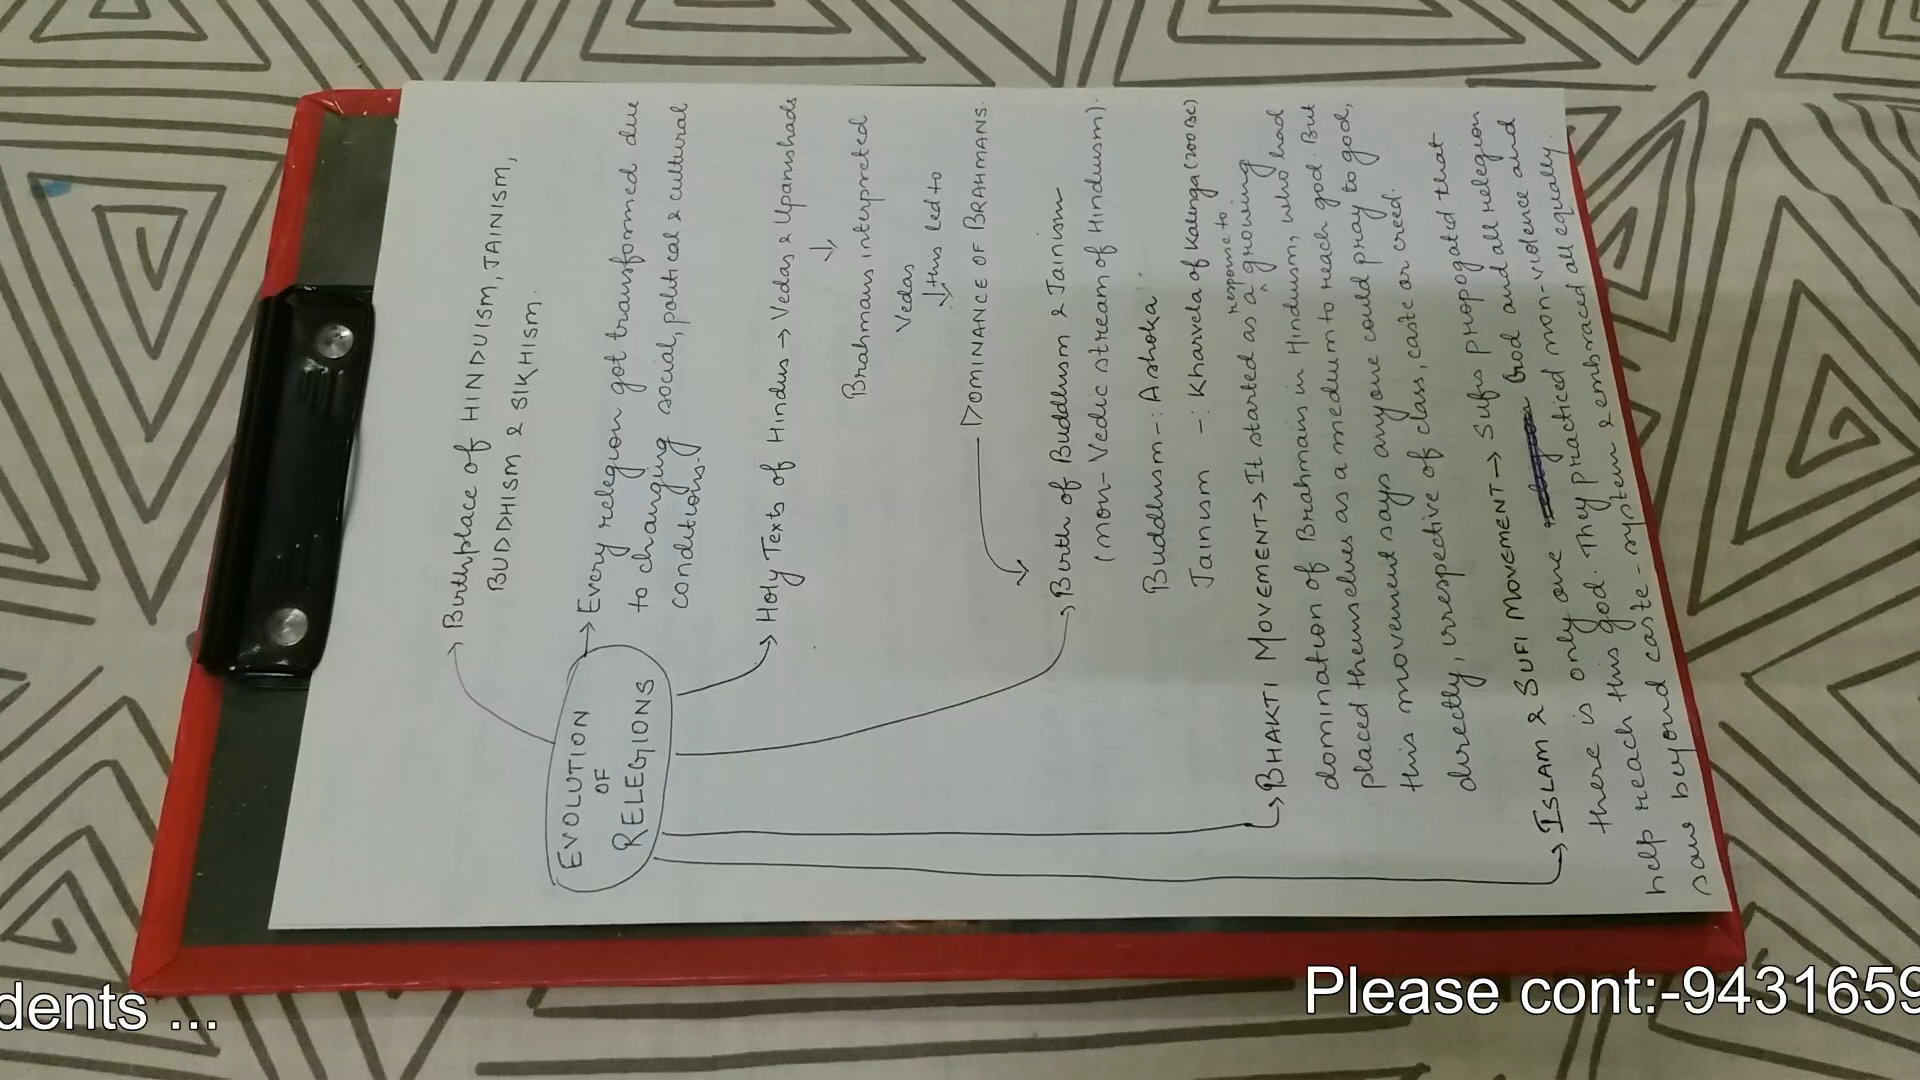 EVOLUTION
OF
RELEGIONS
→ Birthplace of HINDUISM, JAINISM,
BUDDHISM & SIKHISM.
→ Every relegion got transformed due
to changing social, political & cultural
conditions.
→ Holy Texts of Hindus → Vedas & Upanishads
↓
Brahmans interpreted
Vedas
↓ this led to
DOMINANCE OF BRAHMANS.
→ Birth of Buddhism & Jainism
(non-Vedic stream of Hinduism).
Buddhism -: Ashoka.
Jainism -: Kharvela of Kalinga (200 BC)
response to
→ BHAKTI MOVEMENT → It started as a ^ growing
domination of Brahmans in Hinduism, who had
placed themselves as a medium to reach god. But
this movement says anyone could pray to god,
directly, irrespective of class, caste or creed.
→ ISLAM & SUFI MOVEMENT → Sufis propogated that
there is only one God and all relegion
help reach this god. They practiced non-violence and
saw beyond caste-system & embraced all equally.
dents ...
Please cont:-9431659